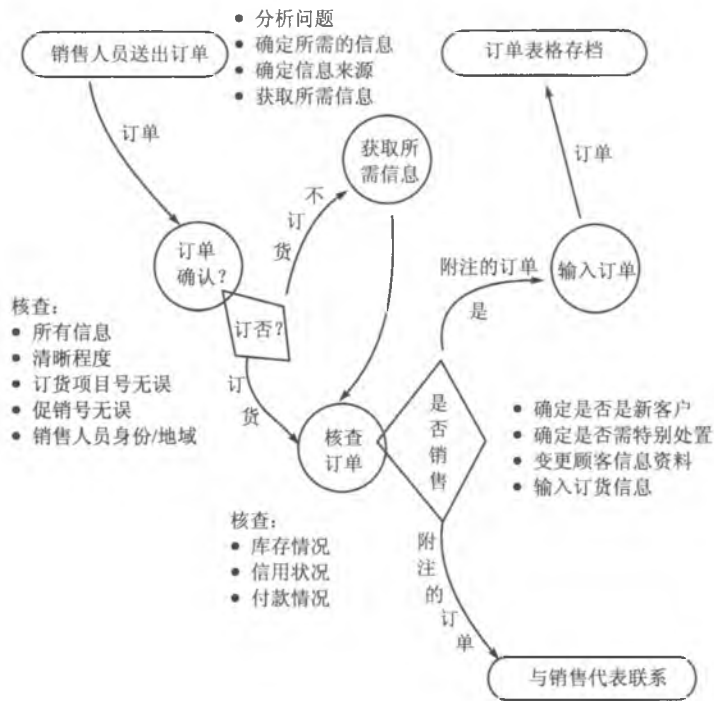 销售人员送出订单
• 分析问题
• 确定所需的信息
• 确定信息来源
• 获取所需信息
订单表格存档
订单
获取所
需信息
订单
不订货
订单
确认？
附注的订单
输入订单
是
核查：
• 所有信息
• 清晰程度
• 订货项目号无误
• 促销号无误
• 销售人员身份/地域
订否？
订货
核查
订单
是否销售
• 确定是否是新客户
• 确定是否需特别处置
• 变更顾客信息资料
• 输入订货信息
核查：
• 库存情况
• 信用状况
• 付款情况
附注的订单
与销售代表联系